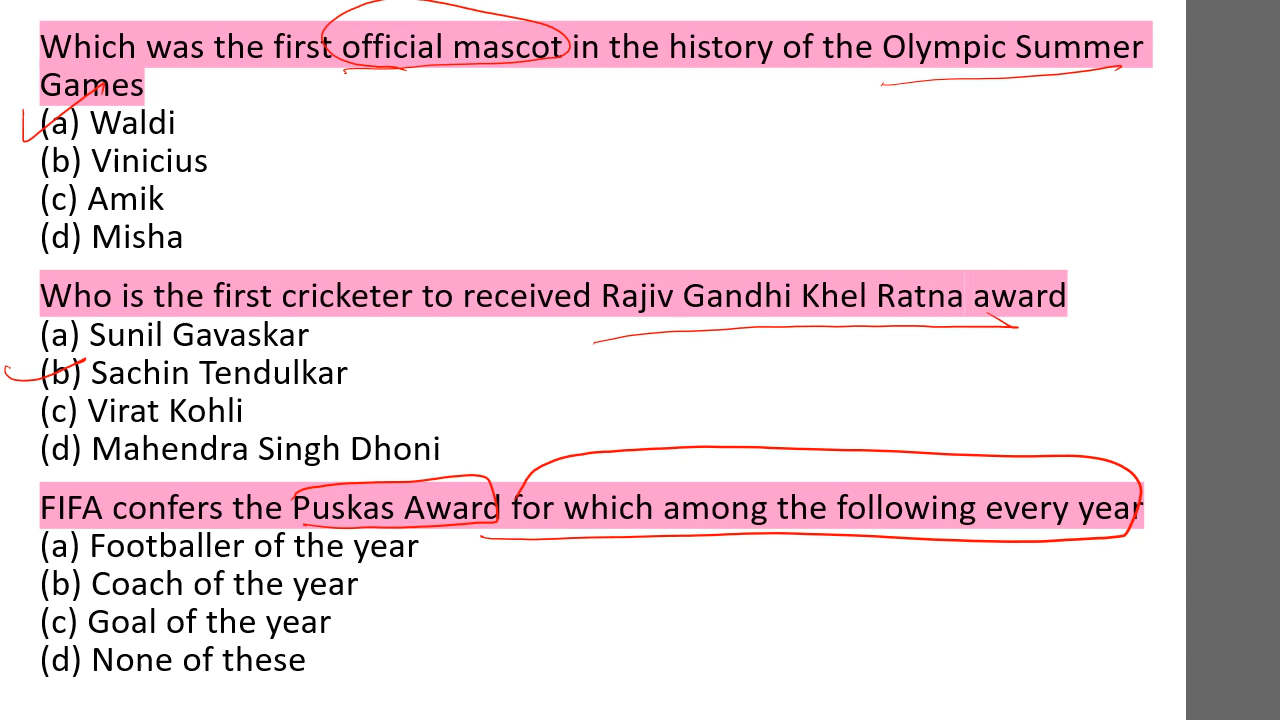 Which was the first official mascot in the history of the Olympic Summer
Games
(a) Waldi
(b) Vinicius
(c) Amik
(d) Misha
Who is the first cricketer to received Rajiv Gandhi Khel Ratna award
(a) Sunil Gavaskar
(b) Sachin Tendulkar
(c) Virat Kohli
(d) Mahendra Singh Dhoni
FIFA confers the Puskas Award for which among the following every year
(a) Footballer of the year
(b) Coach of the year
(c) Goal of the year
(d) None of these